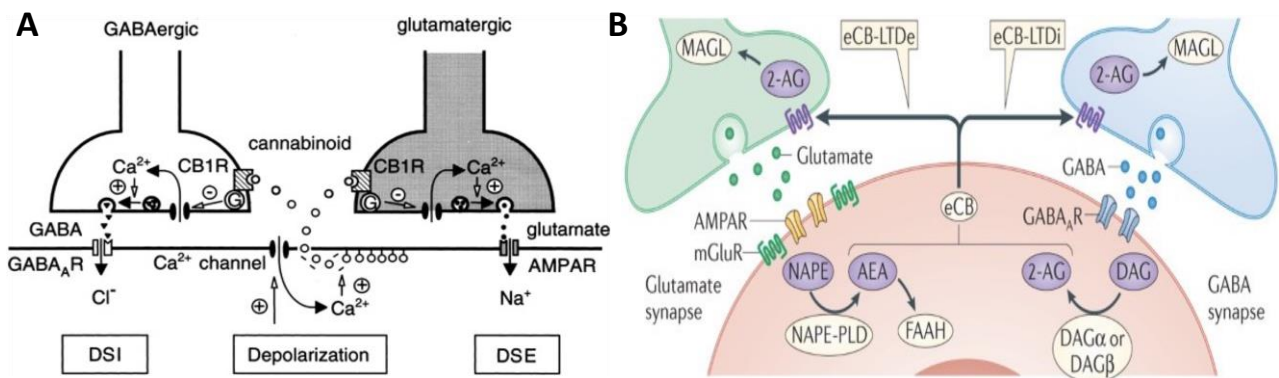 A
GABAergic
glutamatergic
cannabinoid
Ca2+
CB1R
CB1R
Ca2+
+
-
G
G
-
+
GABA
glutamate
GABAAR
Ca2+ channel
AMPAR
Cl-
+
+
Ca2+
Na+
DSI
Depolarization
DSE
B
MAGL
2-AG
eCB-LTDe
eCB-LTDi
2-AG
MAGL
Glutamate
GABA
AMPAR
mGluR
eCB
GABAAR
Glutamate
synapse
NAPE
AEA
2-AG
DAG
GABA
synapse
NAPE-PLD
FAAH
DAGα or
DAGβ